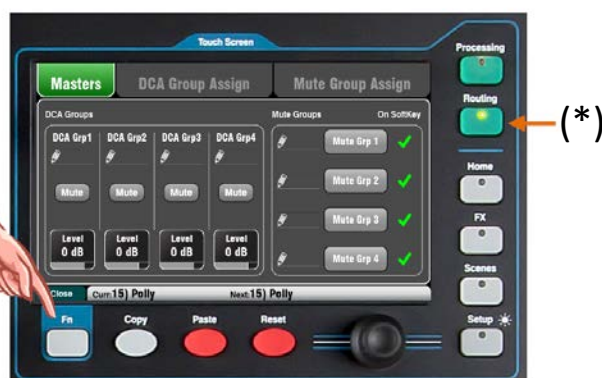 Touch Screen
Processing
Masters DCA Group Assign Mute Group Assign
Routing
(*)
DCA Groups Mute Groups On SoftKey
DCA Grp1 DCA Grp2 DCA Grp3 DCA Grp4
Mute Grp 1
Home
Mute Grp 2
Mute Mute Mute Mute
FX
Mute Grp 3
Level Level Level Level
0 dB 0 dB 0 dB 0 dB
Mute Grp 4
Scenes
Close Curr:15) Polly Next:15) Polly
Fn Copy Paste Reset Setup